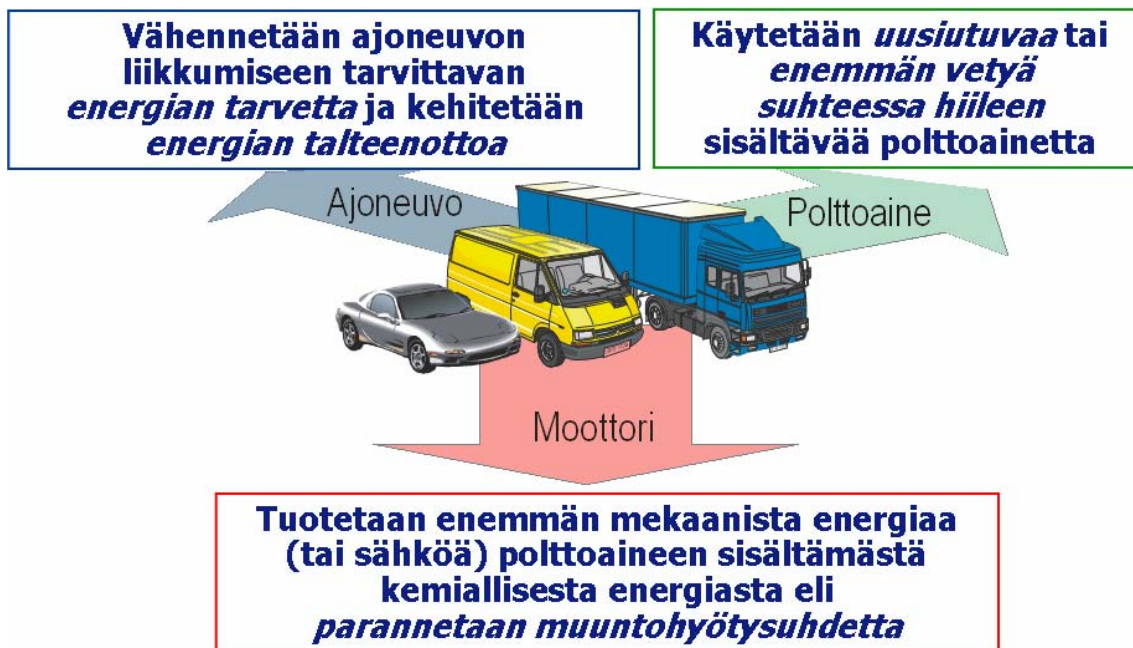 Vähennetään ajoneuvon
liikkumiseen tarvittavan
energian tarvetta ja kehitetään
energian talteenottoa
Käytetään uusiutuvaa tai
enemmän vetyä
suhteessa hiileen
sisältävää polttoainetta
Ajoneuvo
Polttoaine
Moottori
Tuotetaan enemmän mekaanista energiaa
(tai sähköä) polttoaineen sisältämästä
kemiallisesta energiasta eli
parannetaan muuntohyötysuhdetta